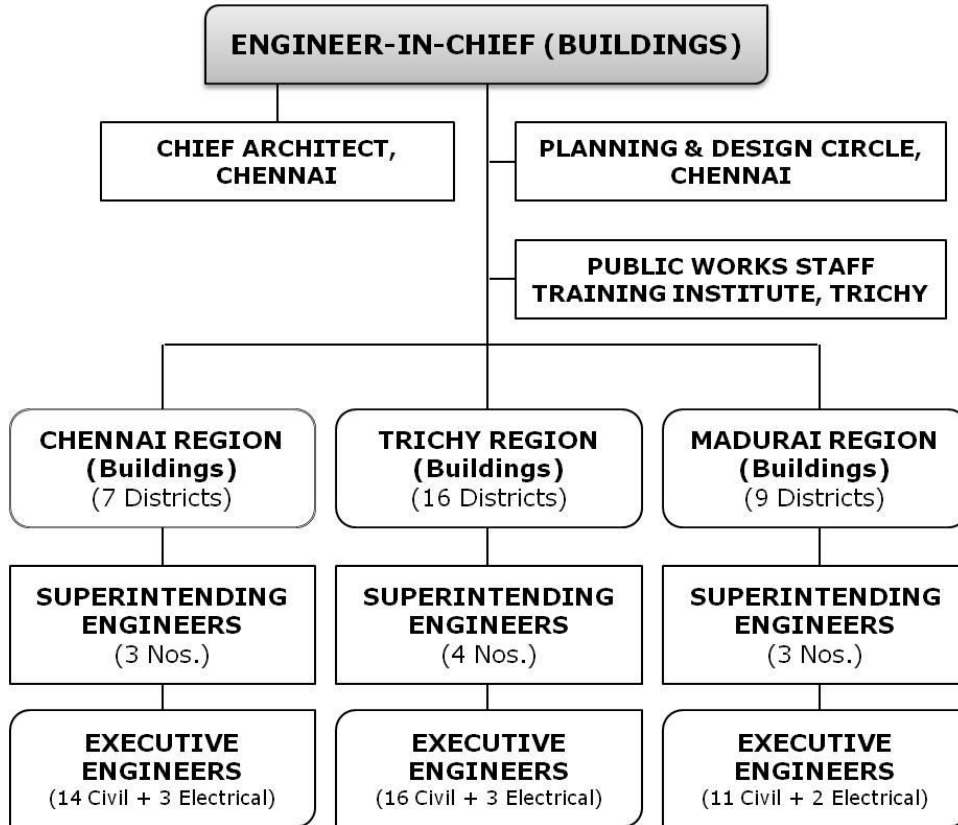 ENGINEER-IN-CHIEF (BUILDINGS)
CHIEF ARCHITECT,
CHENNAI
PLANNING & DESIGN CIRCLE,
CHENNAI
PUBLIC WORKS STAFF
TRAINING INSTITUTE, TRICHY
CHENNAI REGION
(Buildings)
(7 Districts)
TRICHY REGION
(Buildings)
(16 Districts)
MADURAI REGION
(Buildings)
(9 Districts)
SUPERINTENDING
ENGINEERS
(3 Nos.)
SUPERINTENDING
ENGINEERS
(4 Nos.)
SUPERINTENDING
ENGINEERS
(3 Nos.)
EXECUTIVE
ENGINEERS
(14 Civil + 3 Electrical)
EXECUTIVE
ENGINEERS
(16 Civil + 3 Electrical)
EXECUTIVE
ENGINEERS
(11 Civil + 2 Electrical)